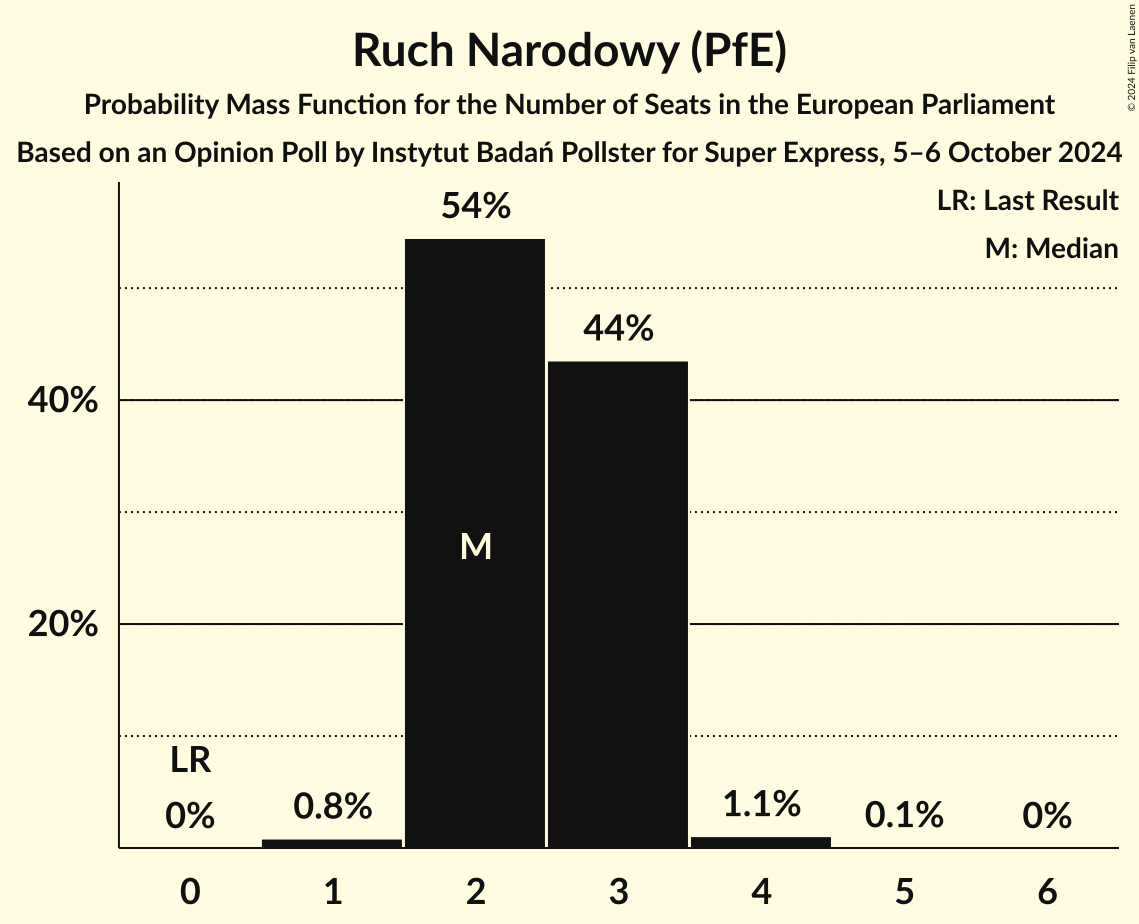 Ruch Narodowy (PfE)
Probability Mass Function for the Number of Seats in the European Parliament
Based on an Opinion Poll by Instytut Badań Pollster for Super Express, 5–6 October 2024
© 2024 Filip van Laenen
LR: Last Result
M: Median
54%
44%
40%
M
20%
LR
0%
0.8%
1.1%
0.1%
0%
0
1
2
3
4
5
6